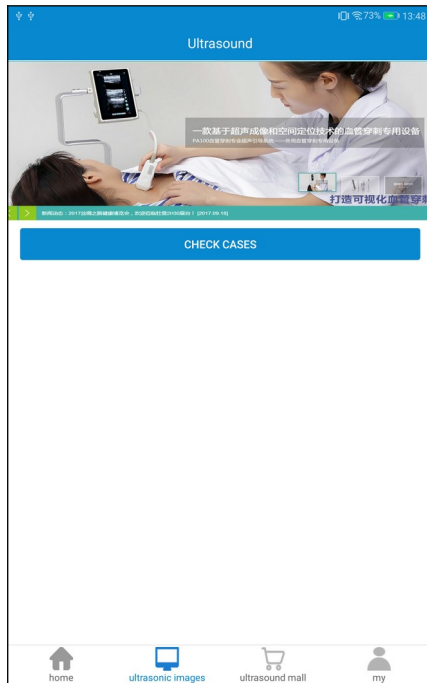 73% 13:48
Ultrasound
一款基于超声成像和空间定位技术的血管穿刺专用设备
打造可视化血管穿刺
CHECK CASES
home
ultrasonic images
ultrasound mall
my